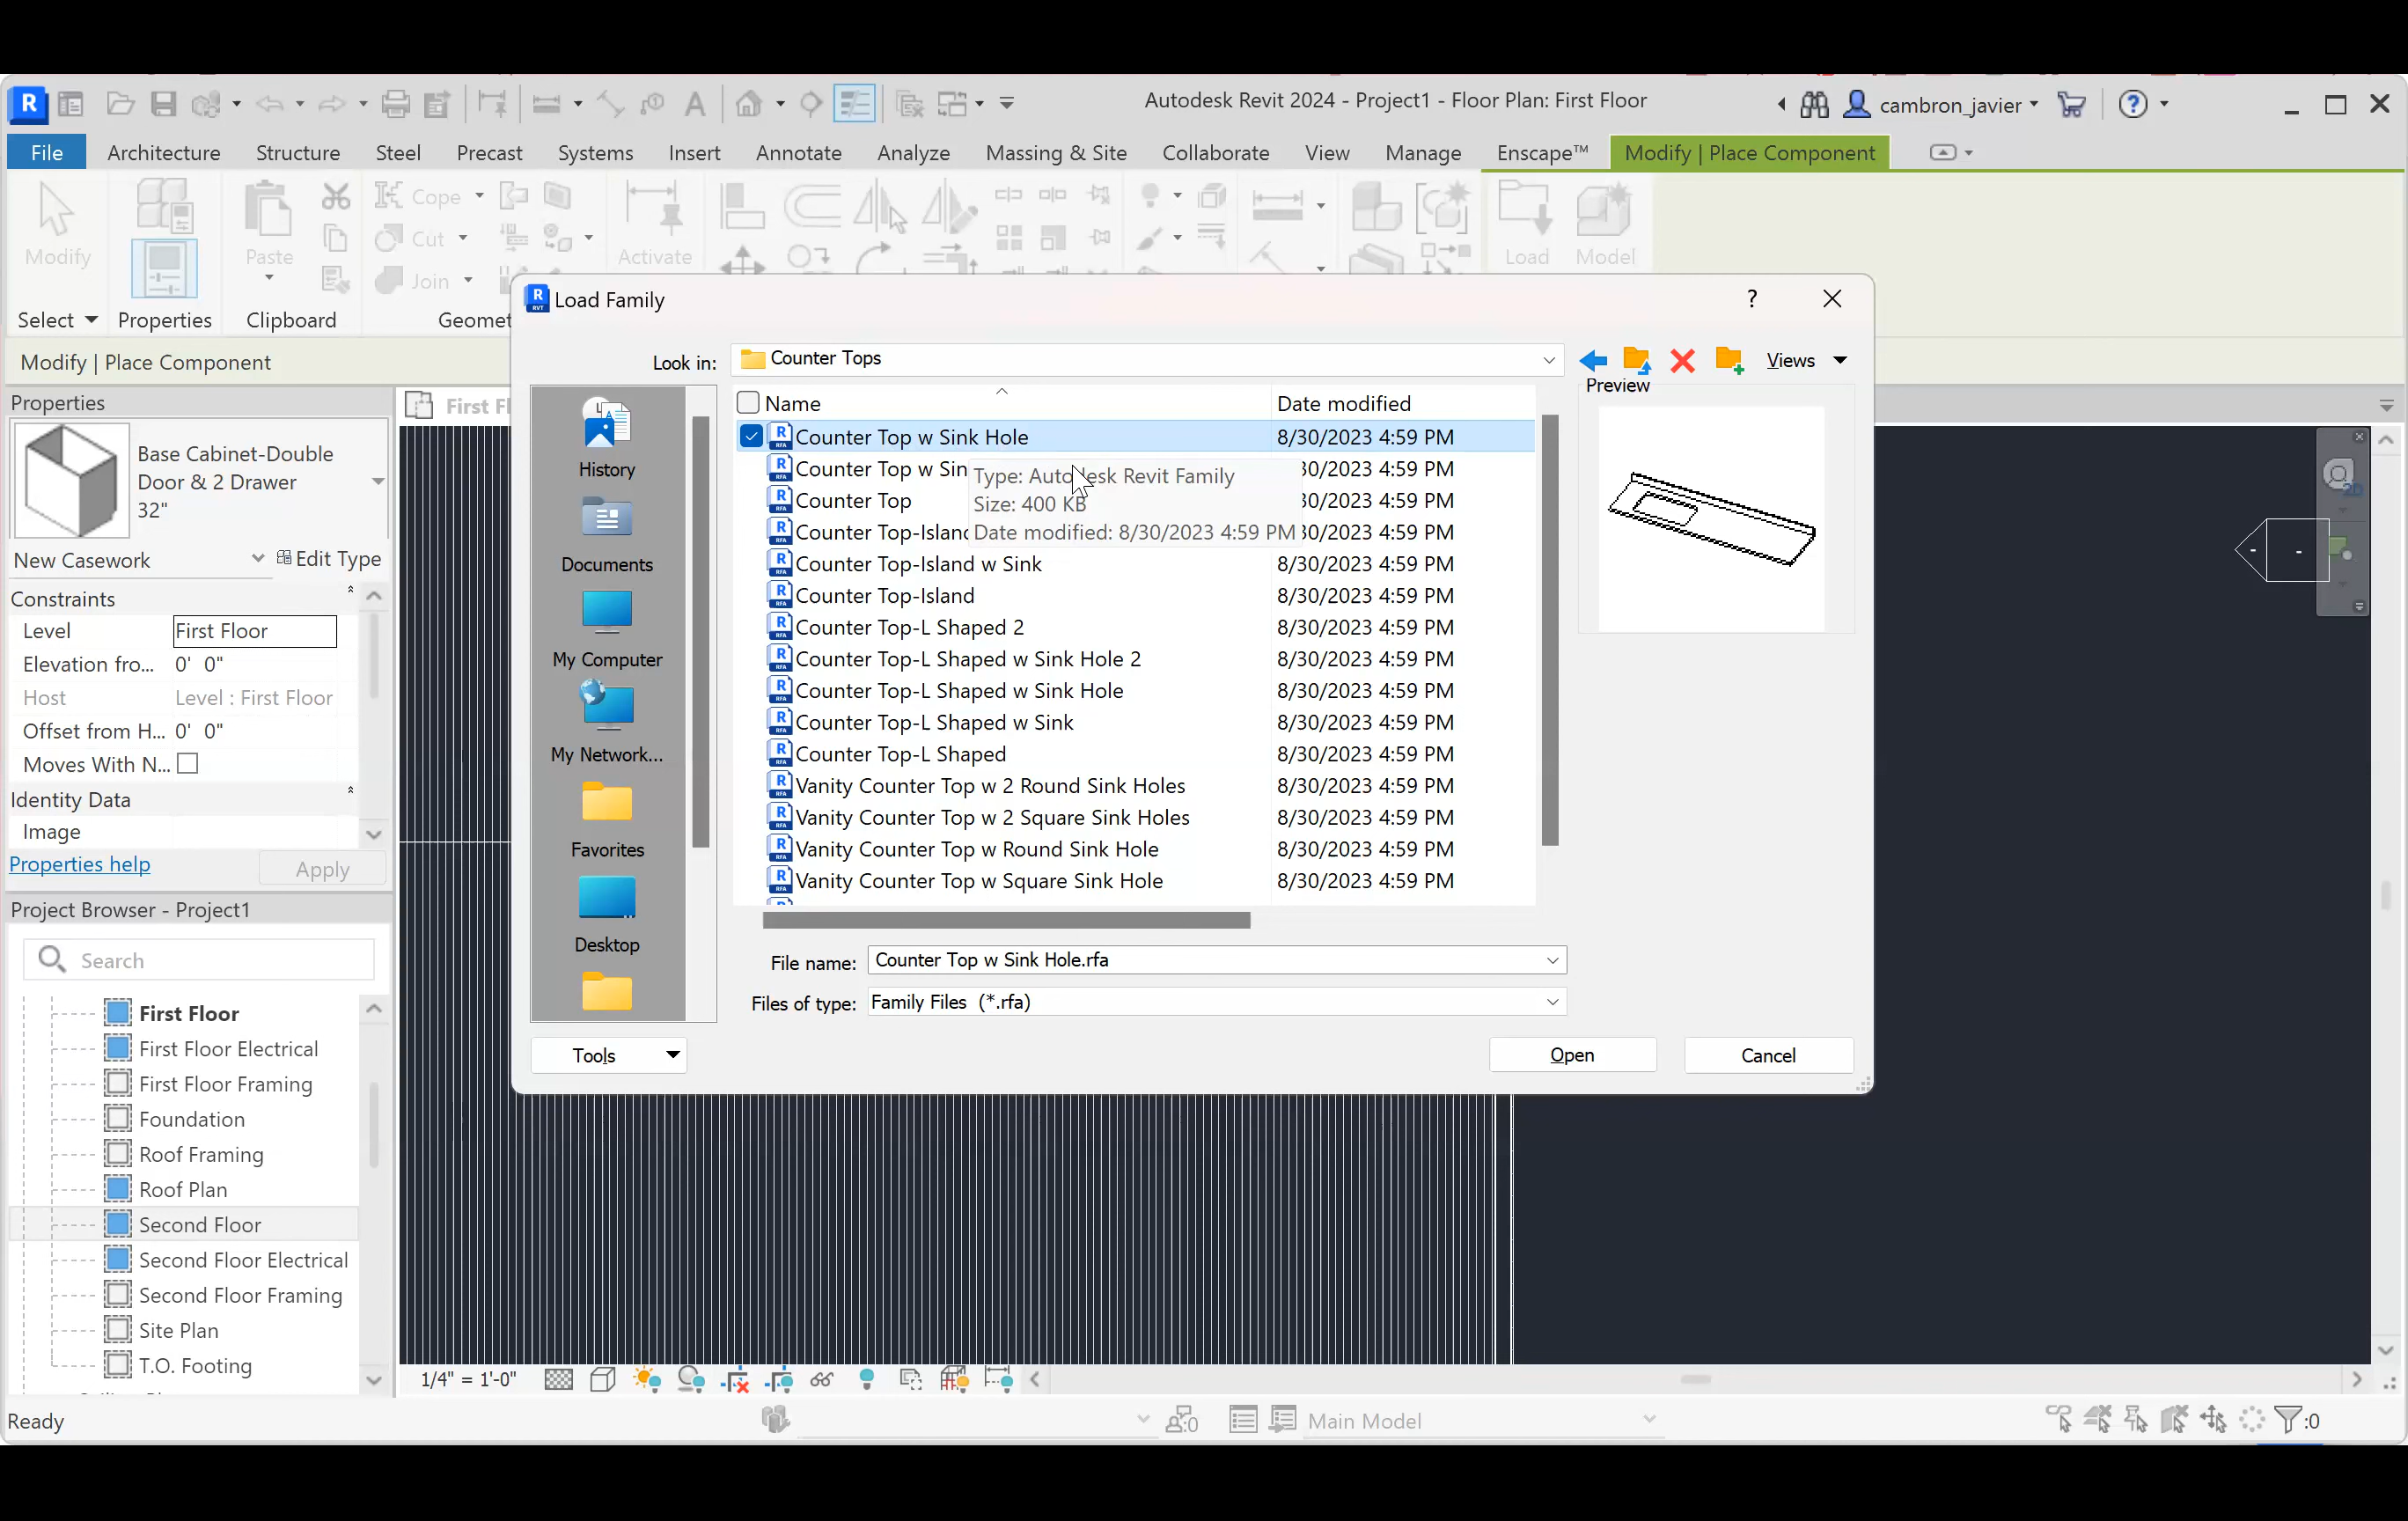 R
A
Autodesk Revit 2024 - Project1 - Floor Plan: First Floor
cambron_javier
?
File Architecture Structure Steel Precast Systems Insert Annotate Analyze Massing & Site Collaborate View Manage Enscape™ Modify | Place Component
Cope
Cut
Join
Modify Paste Activate Load Model
Select Properties Clipboard
Modify | Place Component
Properties
Base Cabinet-Double
Door & 2 Drawer
32"
New Casework Edit Type
Constraints
Level First Floor
Elevation fro... 0' 0"
Host Level : First Floor
Offset from H... 0' 0"
Moves With N...
Identity Data
Image
Properties help Apply
Project Browser - Project1
Search
First Floor
First Floor Electrical
First Floor Framing
Foundation
Roof Framing
Roof Plan
Second Floor
Second Floor Electrical
Second Floor Framing
Site Plan
T.O. Footing
Load Family
?
Look in: Counter Tops Views
Preview
History
Documents
My Computer
My Network...
Favorites
Desktop
Name Date modified
Counter Top w Sink Hole 8/30/2023 4:59 PM
Counter Top w Sin
Counter Top
Type: Autodesk Revit Family
Size: 400 KB
Date modified: 8/30/2023 4:59 PM
Counter Top-Island w Sink 8/30/2023 4:59 PM
Counter Top-Island 8/30/2023 4:59 PM
Counter Top-L Shaped 2 8/30/2023 4:59 PM
Counter Top-L Shaped w Sink Hole 2 8/30/2023 4:59 PM
Counter Top-L Shaped w Sink Hole 8/30/2023 4:59 PM
Counter Top-L Shaped w Sink 8/30/2023 4:59 PM
Counter Top-L Shaped 8/30/2023 4:59 PM
Vanity Counter Top w 2 Round Sink Holes 8/30/2023 4:59 PM
Vanity Counter Top w 2 Square Sink Holes 8/30/2023 4:59 PM
Vanity Counter Top w Round Sink Hole 8/30/2023 4:59 PM
Vanity Counter Top w Square Sink Hole 8/30/2023 4:59 PM
File name: Counter Top w Sink Hole.rfa
Files of type: Family Files (*.rfa)
Tools Open Cancel
2D
1/4" = 1'-0"
Ready :0 Main Model :0